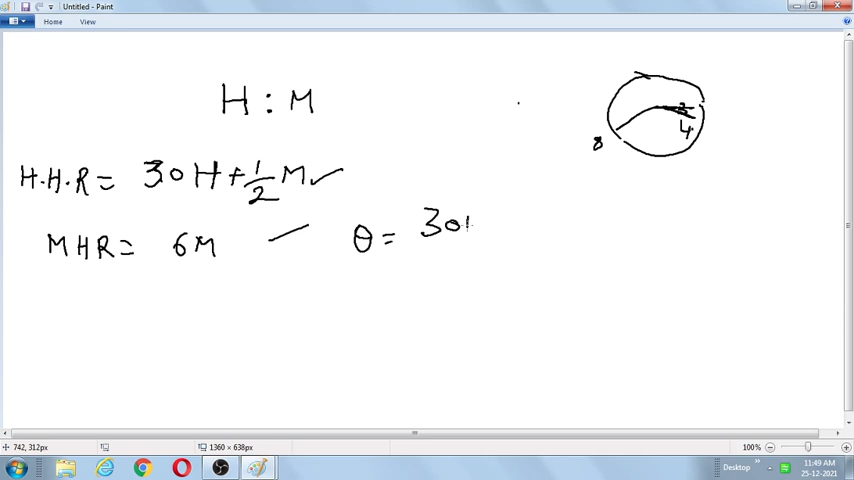 Untitled - Paint
Home View
H : M
3
4
8
H.H.R = 30H + 1/2 M ✓
MHR = 6M
θ = 30
742, 312px
1360 × 638px
100%
Desktop
11:49 AM
25-12-2021